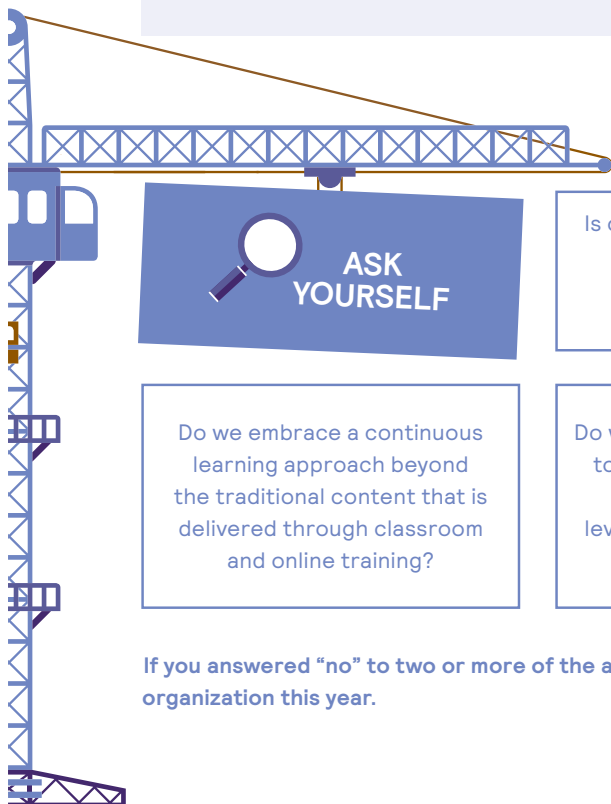 ASK
YOURSELF
Is
Do we embrace a continuous
learning approach beyond
the traditional content that is
delivered through classroom
and online training?
Do
to
If you answered “no” to two or more of the
organization this year.